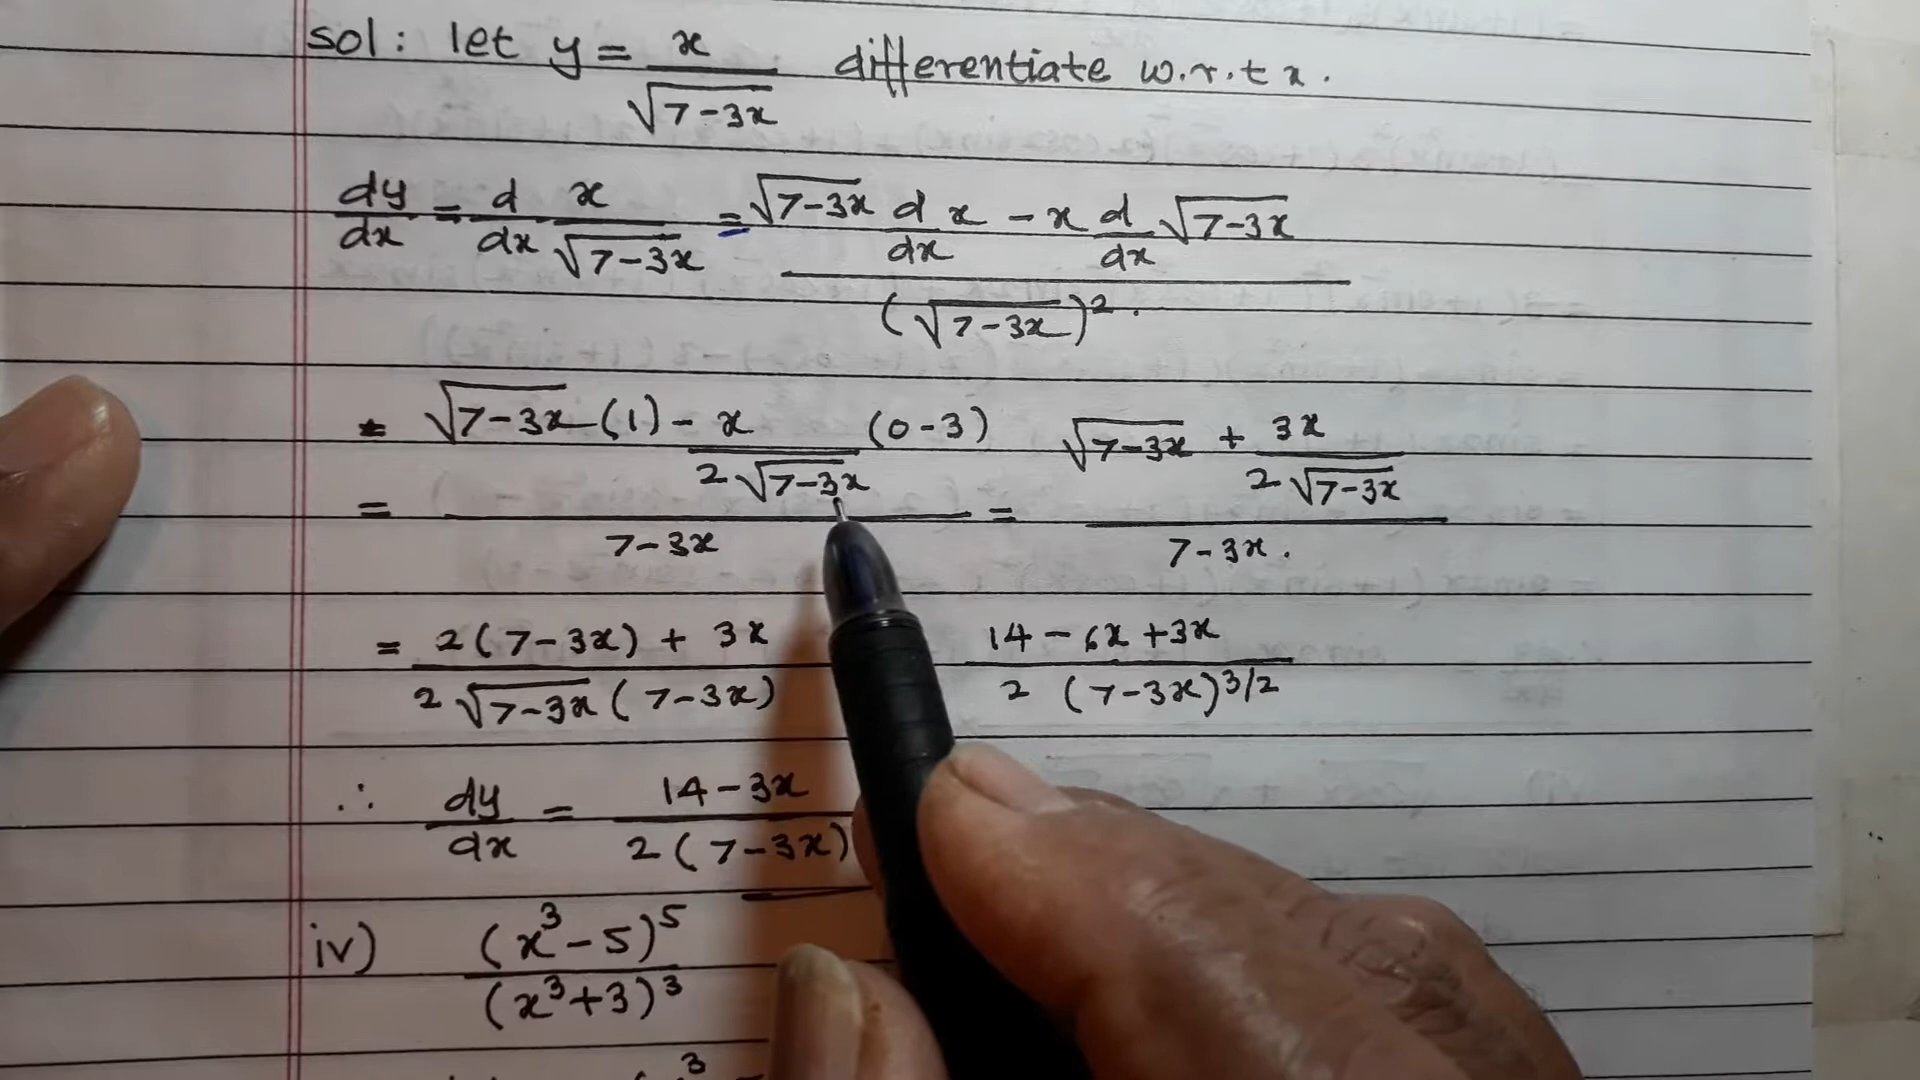 sol: let y = x/√(7-3x) differentiate w.r.t x.
dy/dx = d/dx x/√(7-3x) = (√(7-3x) d/dx x - x d/dx √(7-3x))/(√(7-3x))².
= (√(7-3x) (1) - x/(2√(7-3x)) (0-3))/(7-3x) = (√(7-3x) + 3x/(2√(7-3x)))/(7-3x).
= (2(7-3x) + 3x)/(2√(7-3x) (7-3x)) (14-6x+3x)/(2 (7-3x)^3/2)
∴ dy/dx = (14-3x)/(2(7-3x)
iv) (x³-5)⁵/(x³+3)³